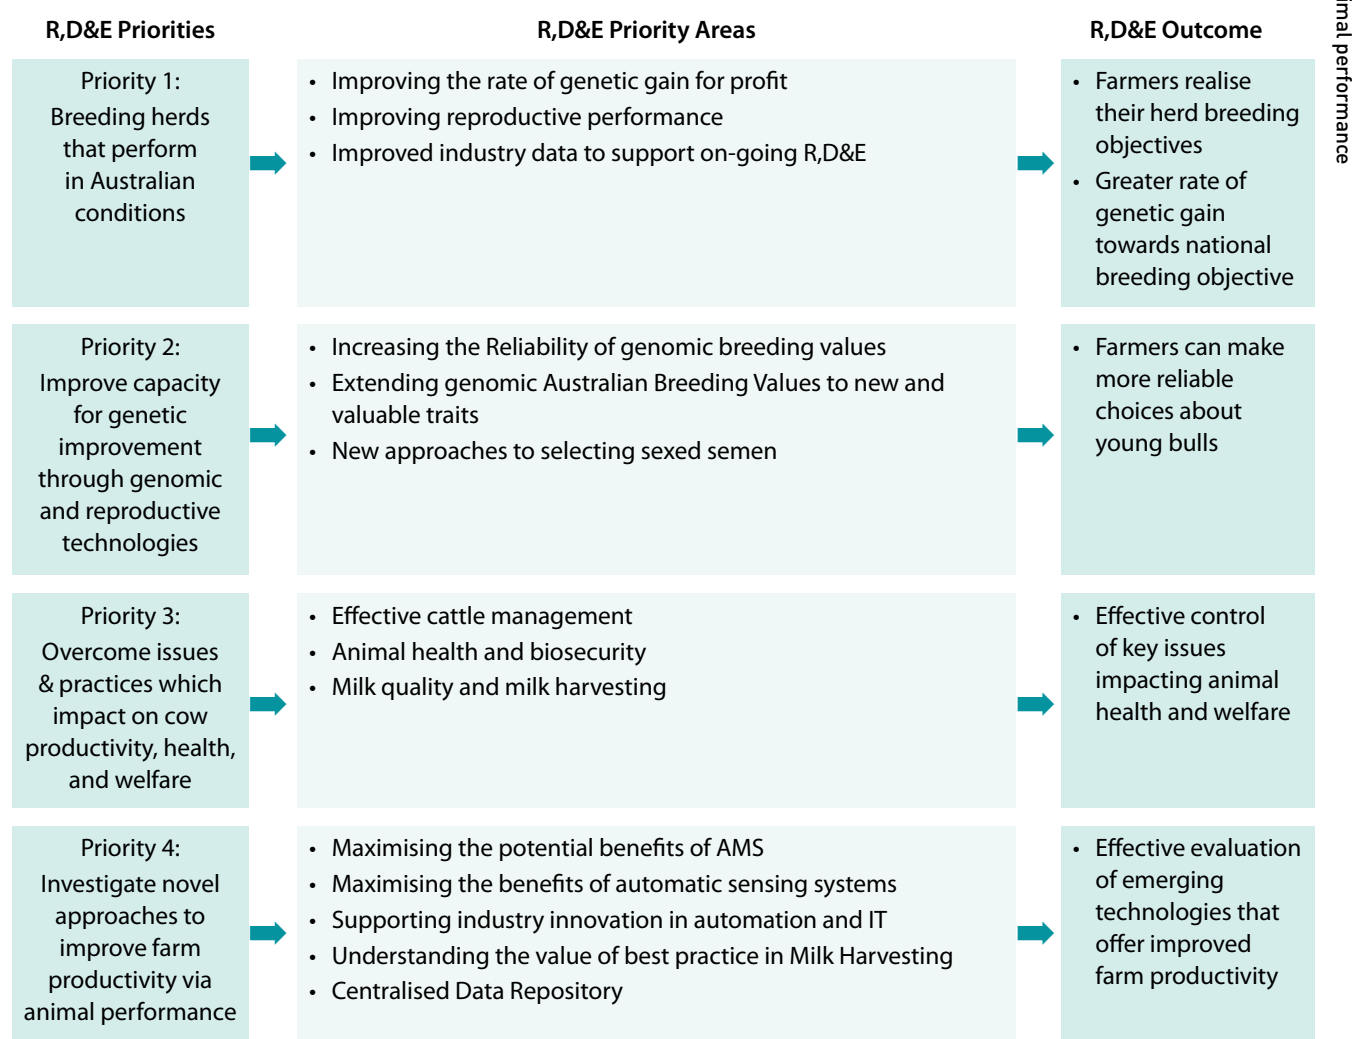 R,D&E Priorities
R,D&E Priority Areas
R,D&E Outcome
Priority 1:
Breeding herds
that perform
in Australian
conditions
• Improving the rate of genetic gain for profit
• Improving reproductive performance
• Improved industry data to support on-going R,D&E
• Farmers realise
their herd breeding
objectives
• Greater rate of
genetic gain
towards national
breeding objective
Priority 2:
Improve capacity
for genetic
improvement
through genomic
and reproductive
technologies
• Increasing the Reliability of genomic breeding values
• Extending genomic Australian Breeding Values to new and
valuable traits
• New approaches to selecting sexed semen
• Farmers can make
more reliable
choices about
young bulls
Priority 3:
Overcome issues
& practices which
impact on cow
productivity, health,
and welfare
• Effective cattle management
• Animal health and biosecurity
• Milk quality and milk harvesting
• Effective control
of key issues
impacting animal
health and welfare
Priority 4:
Investigate novel
approaches to
improve farm
productivity via
animal performance
• Maximising the potential benefits of AMS
• Maximising the benefits of automatic sensing systems
• Supporting industry innovation in automation and IT
• Understanding the value of best practice in Milk Harvesting
• Centralised Data Repository
• Effective evaluation
of emerging
technologies that
offer improved
farm productivity
performance